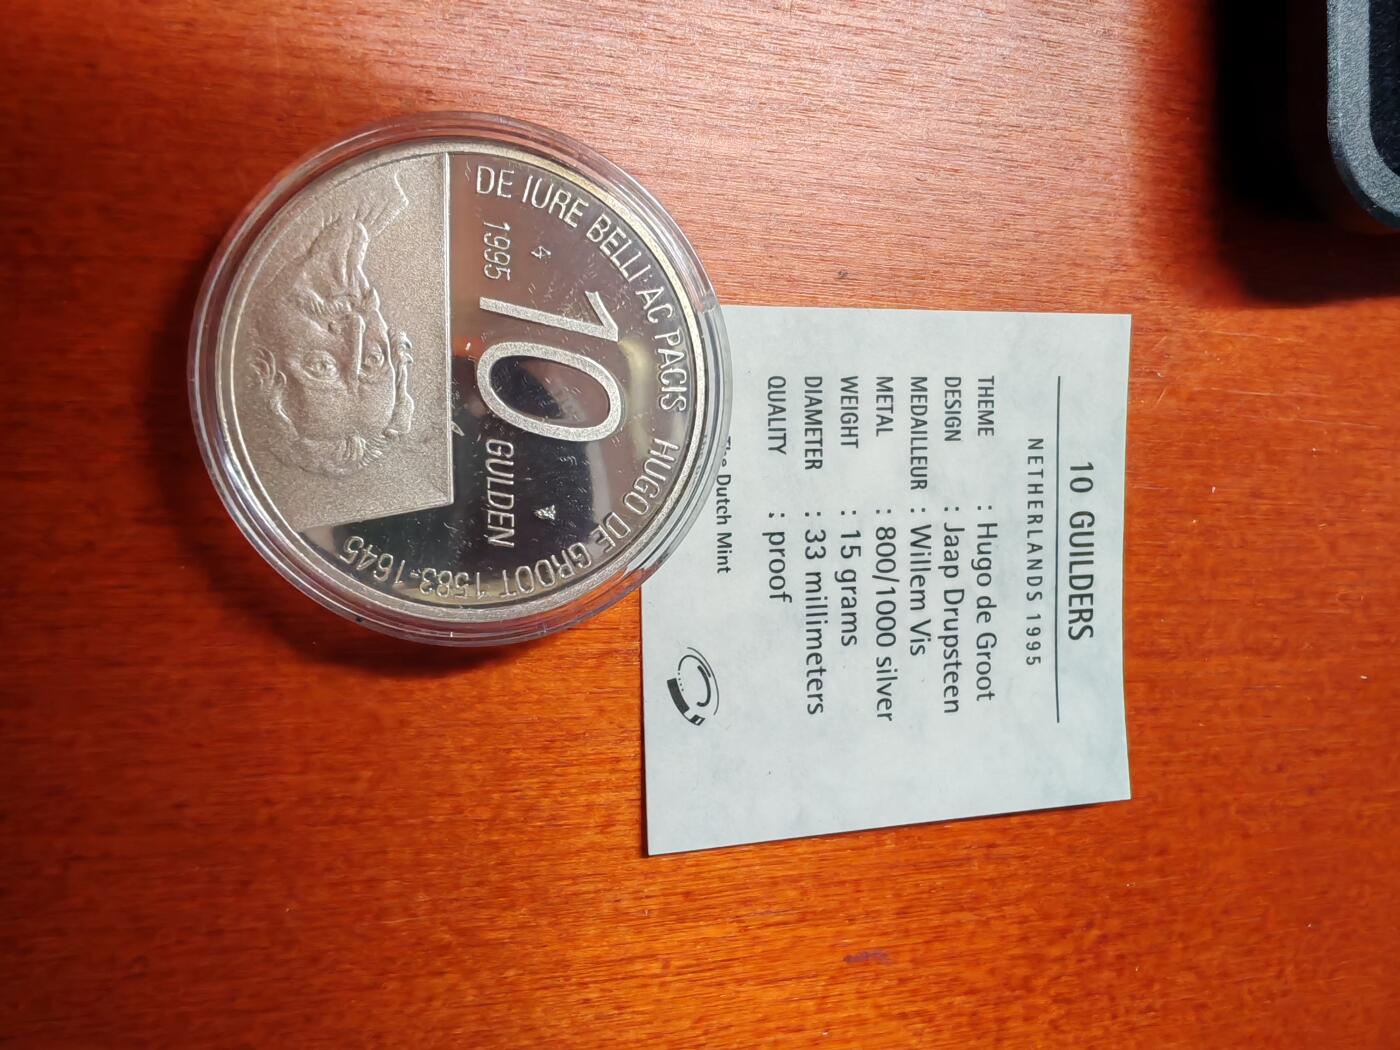 DE IURE BELLI AC PACIS HUGO DE GROOT 1583-1645
1995
10
GULDEN
10 GUILDERS
NETHERLANDS 1995
THEME : Hugo de Groot
DESIGN : Jaap Drupsteen
MEDAILLEUR : Willem Vis
METAL : 800/1000 silver
WEIGHT : 15 grams
DIAMETER : 33 millimeters
QUALITY : proof
The Dutch Mint